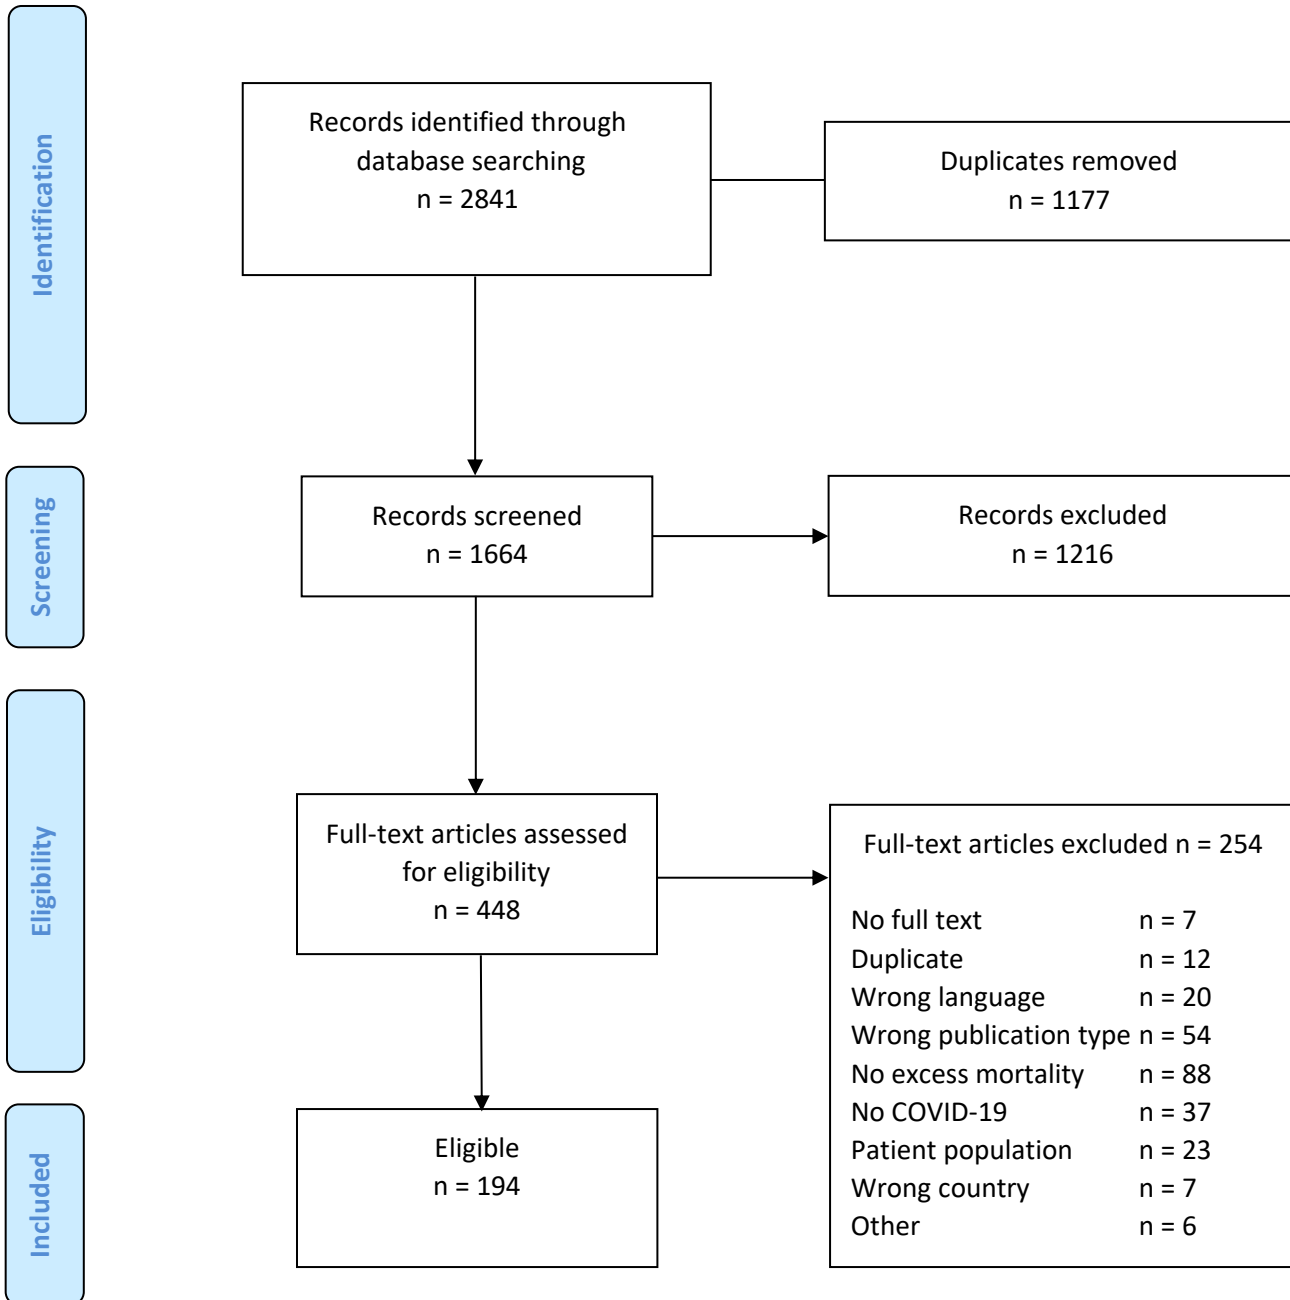 Identification
Records identified through
database searching
n = 2841
Duplicates removed
n = 1177
Screening
Records screened
n = 1664
Records excluded
n = 1216
Eligibility
Full-text articles assessed
for eligibility
n = 448
Full-text articles excluded n = 254
No full text n = 7
Duplicate n = 12
Wrong language n = 20
Wrong publication type n = 54
No excess mortality n = 88
No COVID-19 n = 37
Patient population n = 23
Wrong country n = 7
Other n = 6
Included
Eligible
n = 194